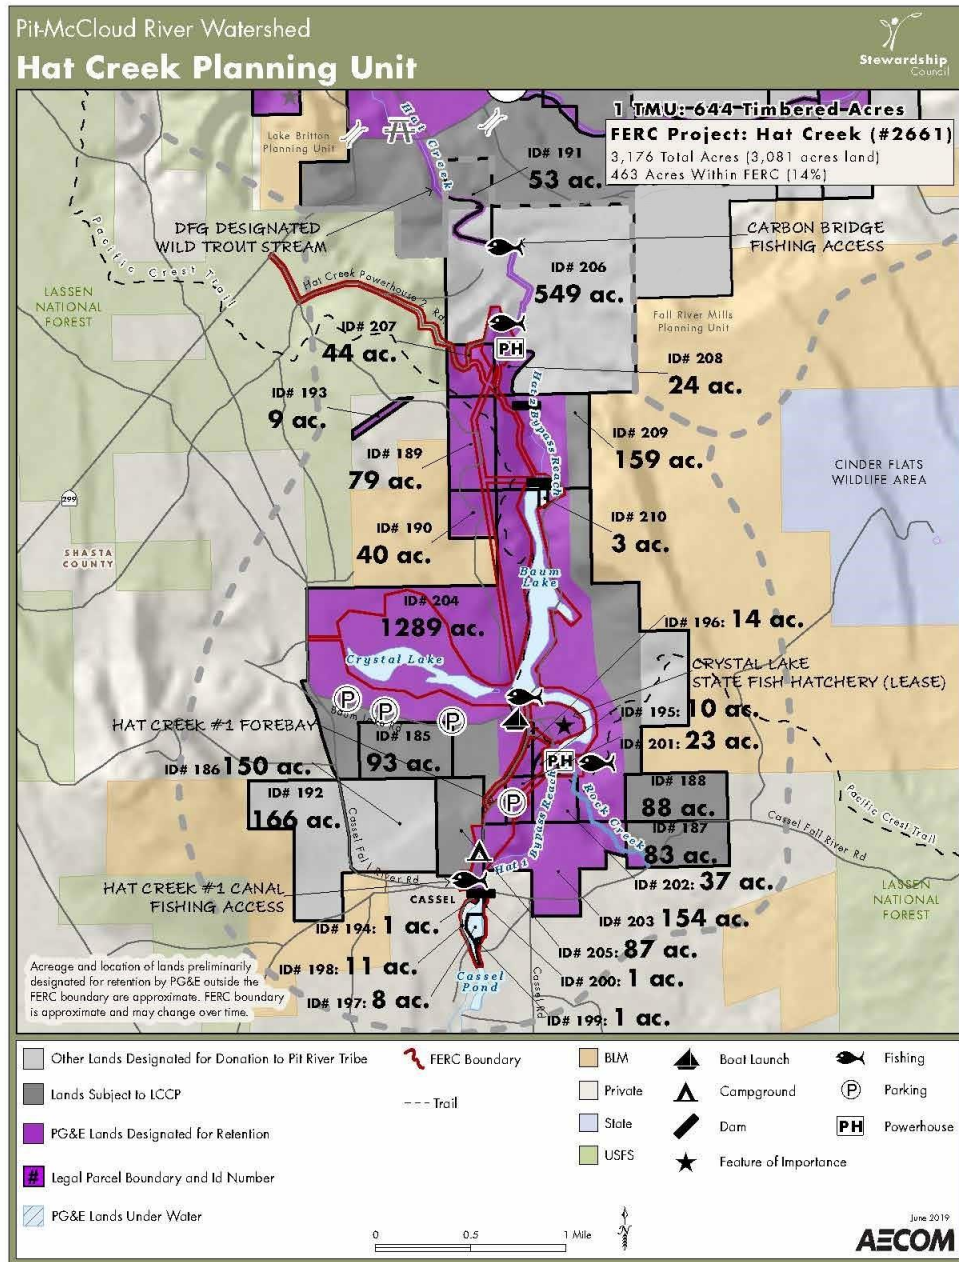 Pit-McCloud River Watershed
Hat Creek Planning Unit
Stewardship
Council
1 TMU: 644 Timbered Acres
FERC Project: Hat Creek (#2661)
3,176 Total Acres (3,081 acres land)
463 Acres Within FERC (14%)
Lake Britton
Planning Unit
Hat Creek
ID# 191
53 ac.
DFG DESIGNATED
WILD TROUT STREAM
CARBON BRIDGE
FISHING ACCESS
Pacific Crest Trail
Hat Creek Powerhouse 2 Rd
ID# 206
549 ac.
LASSEN
NATIONAL
FOREST
Fall River Mills
Planning Unit
ID# 207
44 ac.
PH
ID# 208
24 ac.
Hat 2 Bypass Reach
ID# 193
9 ac.
ID# 209
159 ac.
ID# 189
79 ac.
CINDER FLATS
WILDLIFE AREA
299
ID# 210
3 ac.
ID# 190
40 ac.
SHASTA
COUNTY
Baum
Lake
ID# 204
1289 ac.
ID# 196: 14 ac.
Crystal Lake
CRYSTAL LAKE
STATE FISH HATCHERY (LEASE)
P
P
P
Baum Lake Rd
ID# 195: 10 ac.
HAT CREEK #1 FOREBAY
ID# 185
93 ac.
ID# 201: 23 ac.
PH
ID# 186 150 ac.
ID# 192
166 ac.
ID# 188
88 ac.
P
Rock Creek
Hat 1 Bypass Reach
Pacific Crest Trail
ID# 187
83 ac.
Cassel Fall River Rd
Cassel Fall River Rd
ID# 202: 37 ac.
HAT CREEK #1 CANAL
FISHING ACCESS
CASSEL
LASSEN
NATIONAL
FOREST
ID# 203 154 ac.
ID# 194: 1 ac.
ID# 205: 87 ac.
ID# 198: 11 ac.
ID# 200: 1 ac.
Cassel
Pond
Cassel Rd
ID# 197: 8 ac.
ID# 199: 1 ac.
Acreage and location of lands preliminarily
designated for retention by PG&E outside the
FERC boundary are approximate. FERC boundary
is approximate and may change over time.
Other Lands Designated for Donation to Pit River Tribe
Lands Subject to LCCP
PG&E Lands Designated for Retention
# Legal Parcel Boundary and Id Number
PG&E Lands Under Water
FERC Boundary
Trail
BLM
Private
State
USFS
Boat Launch
Campground
Dam
Feature of Importance
Fishing
P Parking
PH Powerhouse
0 0.5 1 Mile
N
June 2019
AECOM